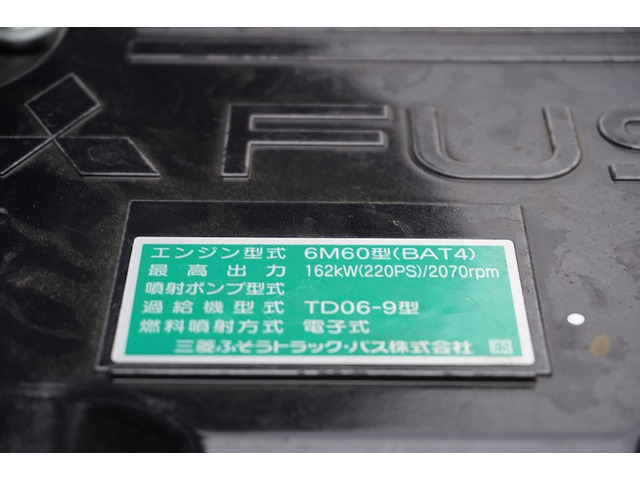 FUS
エンジン型式 6M60型(BAT4)
最高出力 162kW(220PS)/2070rpm
噴射ポンプ型式
過給機型式 TD06-9型
燃料噴射方式 電子式
三菱ふそうトラック・バス株式会社